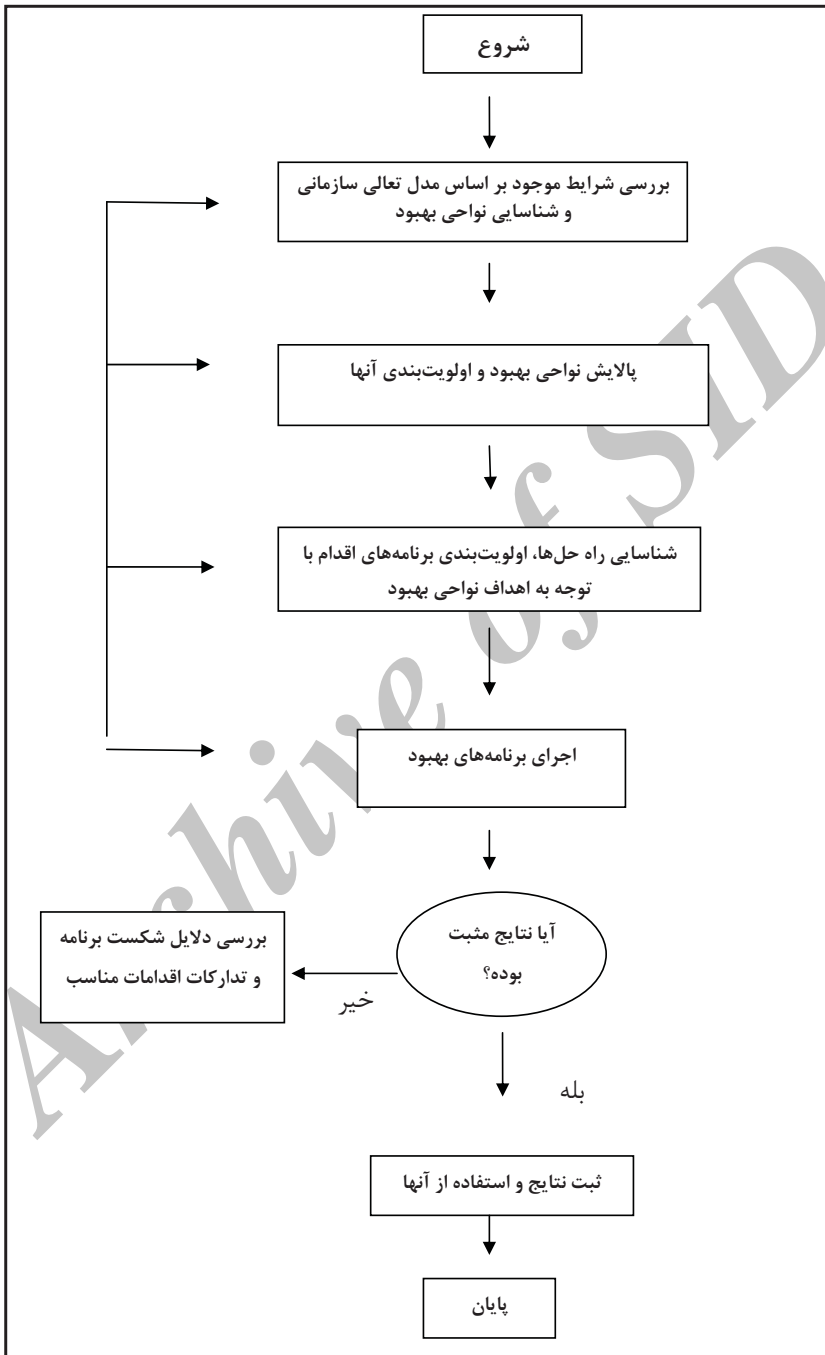 شروع
بررسی شرایط موجود بر اساس مدل تعالی سازمانی
و شناسایی نواحی بهبود
پالایش نواحی بهبود و اولویت‌بندی آنها
شناسایی راه حل‌ها، اولویت‌بندی برنامه‌های اقدام با
توجه به اهداف نواحی بهبود
اجرای برنامه‌های بهبود
آیا نتایج مثبت
بوده؟
بررسی دلایل شکست برنامه
و تدارکات اقدامات مناسب
خیر
بله
ثبت نتایج و استفاده از آنها
پایان
Archive of SID